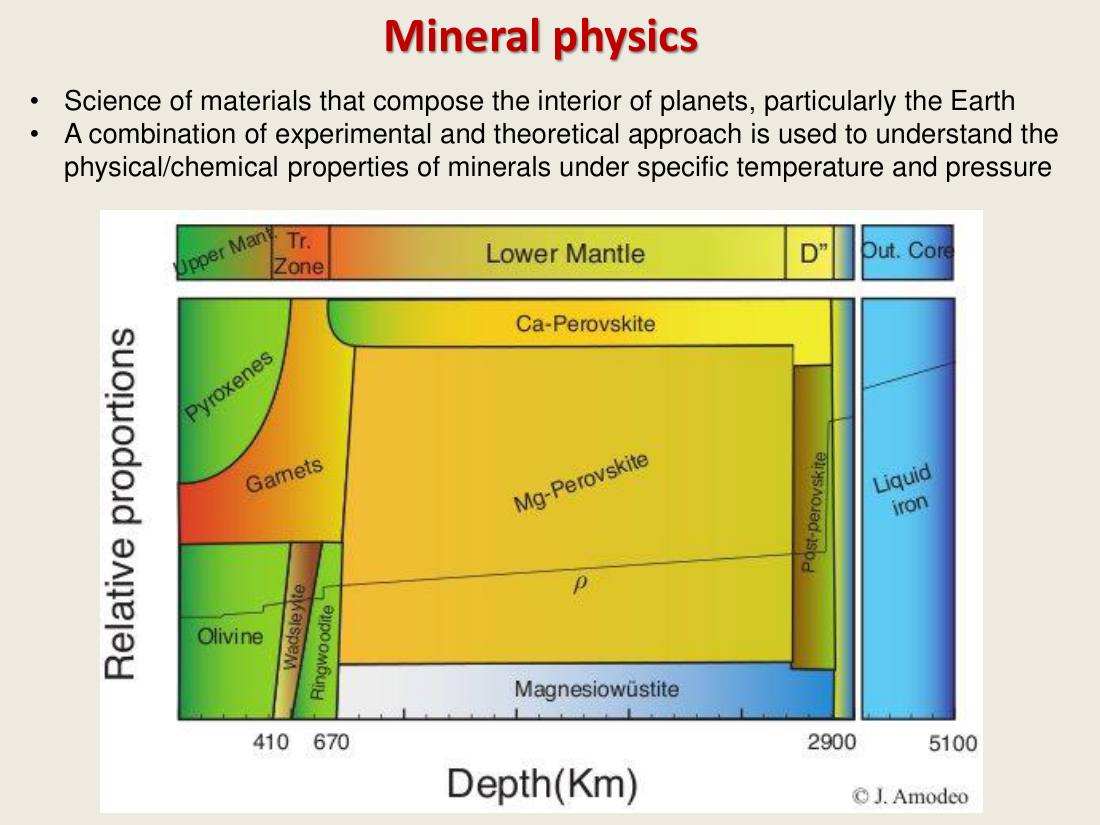 Mineral physics
• Science of materials that compose the interior of planets, particularly the Earth
• A combination of experimental and theoretical approach is used to understand the
physical/chemical properties of minerals under specific temperature and pressure
Upper Mant.
Tr.
Zone
Lower Mantle
D”
Out. Core
Relative proportions
Ca-Perovskite
Pyroxenes
Garnets
Mg-Perovskite
Post-perovskite
Liquid
iron
ρ
Olivine
Wadsleyite
Ringwoodite
Magnesiowüstite
410
670
2900
5100
Depth(Km)
© J. Amodeo